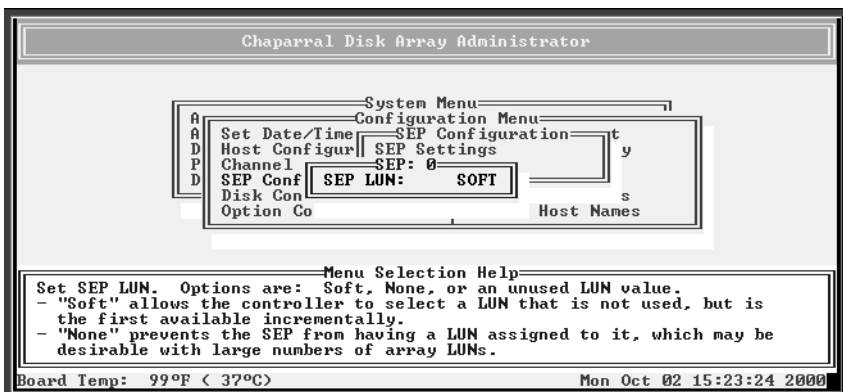 Chaparral Disk Array Administrator
System Menu
A Configuration Menu
A Set Date/Time SEP Configuration t
D Host Configur SEP Settings y
P Channel SEP: 0
D SEP Conf SEP LUN: SOFT
Disk Con s
Option Co Host Names
Menu Selection Help
Set SEP LUN. Options are: Soft, None, or an unused LUN value.
- "Soft" allows the controller to select a LUN that is not used, but is
the first available incrementally.
- "None" prevents the SEP from having a LUN assigned to it, which may be
desirable with large numbers of array LUNs.
Board Temp: 99ºF ( 37ºC) Mon Oct 02 15:23:24 2000